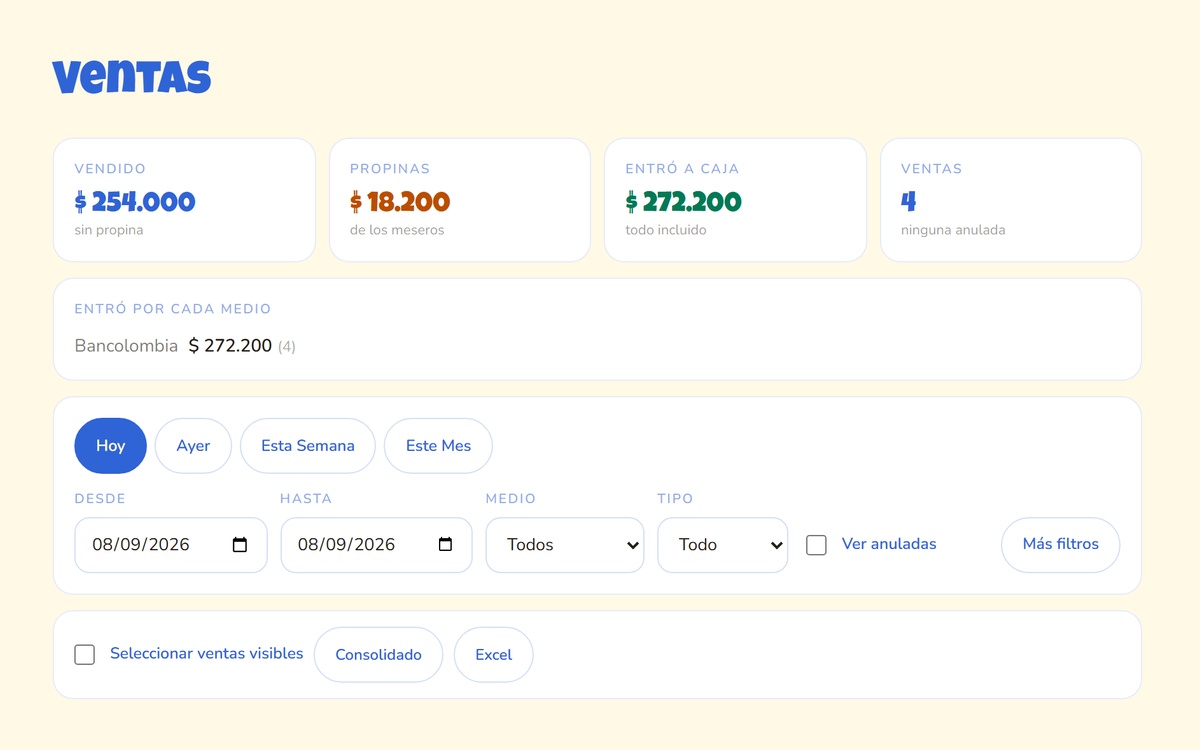 Ventas
VENDIDO
$ 254.000
sin propina
PROPINAS
$ 18.200
de los meseros
ENTRÓ A CAJA
$ 272.200
todo incluido
VENTAS
4
ninguna anulada
ENTRÓ POR CADA MEDIO
Bancolombia $ 272.200 (4)
Hoy Ayer Esta Semana Este Mes
DESDE HASTA MEDIO TIPO
08/09/2026 08/09/2026 Todos Todo Ver anuladas Más filtros
Seleccionar ventas visibles Consolidado Excel